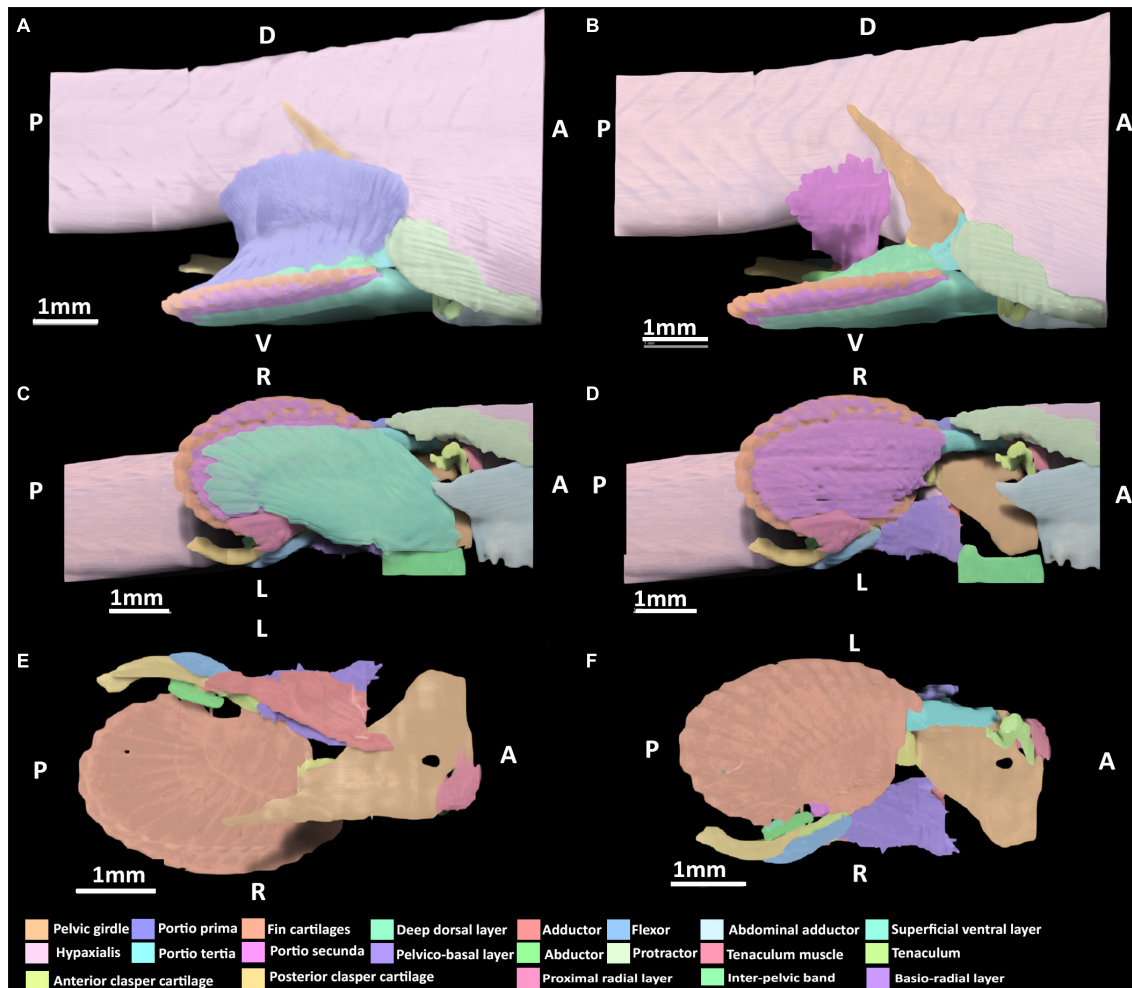 A
D
P
A
1mm
V
B
D
P
A
1mm
V
C
R
P
A
1mm
L
D
R
P
A
1mm
L
E
L
P
A
1mm
R
F
L
P
A
1mm
R
Pelvic girdle Portio prima Fin cartilages Deep dorsal layer Adductor Flexor Abdominal adductor Superficial ventral layer
Hypaxialis Portio tertia Portio secunda Pelvico-basal layer Abductor Protractor Tenaculum muscle Tenaculum
Anterior clasper cartilage Posterior clasper cartilage Proximal radial layer Inter-pelvic band Basio-radial layer